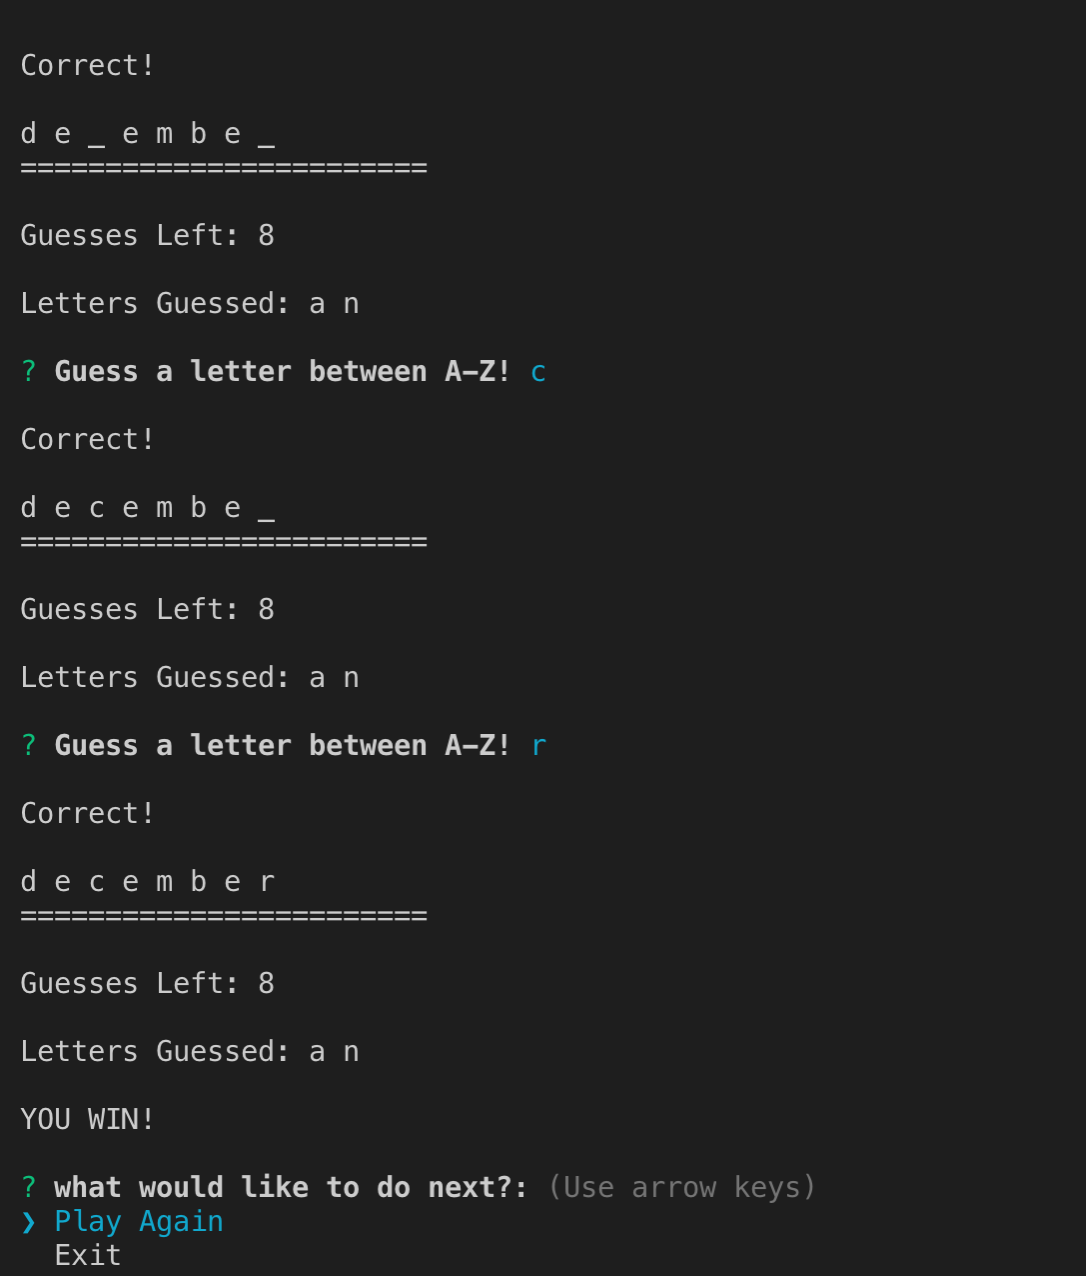 Correct!
d e _ e m b e _
========================
Guesses Left: 8
Letters Guessed: a n
? Guess a letter between A-Z! c
Correct!
d e c e m b e _
========================
Guesses Left: 8
Letters Guessed: a n
? Guess a letter between A-Z! r
Correct!
d e c e m b e r
========================
Guesses Left: 8
Letters Guessed: a n
YOU WIN!
? what would like to do next?: (Use arrow keys)
❯ Play Again
Exit